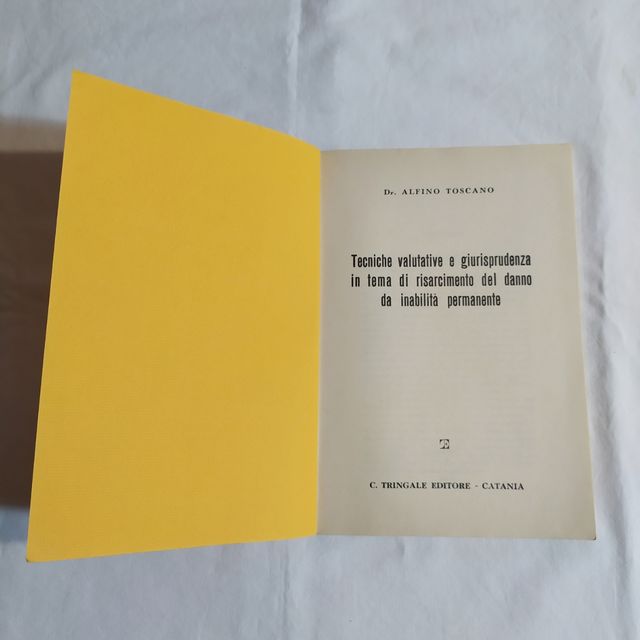 Dr. ALFINO TOSCANO
Tecniche valutative e giurisprudenza
in tema di risarcimento del danno
da inabilità permanente
C. TRINGALE EDITORE - CATANIA